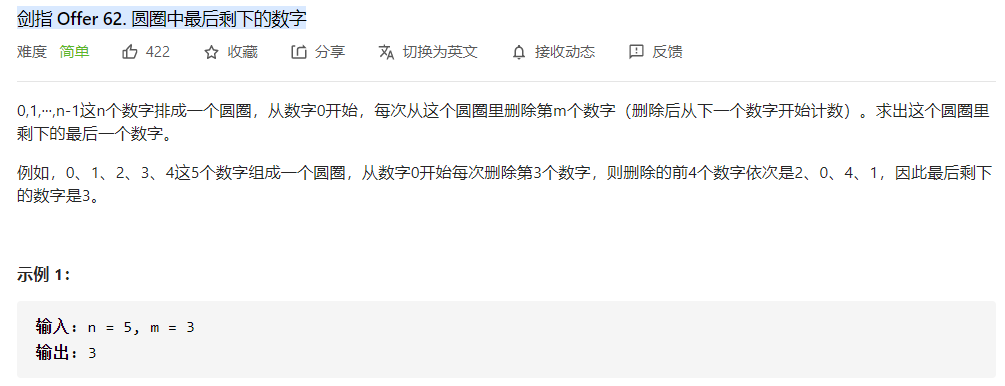 剑指 Offer 62. 圆圈中最后剩下的数字
难度 简单 422 收藏 分享 切换为英文 接收动态 反馈
0,1,···,n-1这n个数字排成一个圆圈，从数字0开始，每次从这个圆圈里删除第m个数字（删除后从下一个数字开始计数）。求出这个圆圈里
剩下的最后一个数字。
例如，0、1、2、3、4这5个数字组成一个圆圈，从数字0开始每次删除第3个数字，则删除的前4个数字依次是2、0、4、1，因此最后剩下
的数字是3。
示例 1：
输入：n = 5, m = 3
输出：3